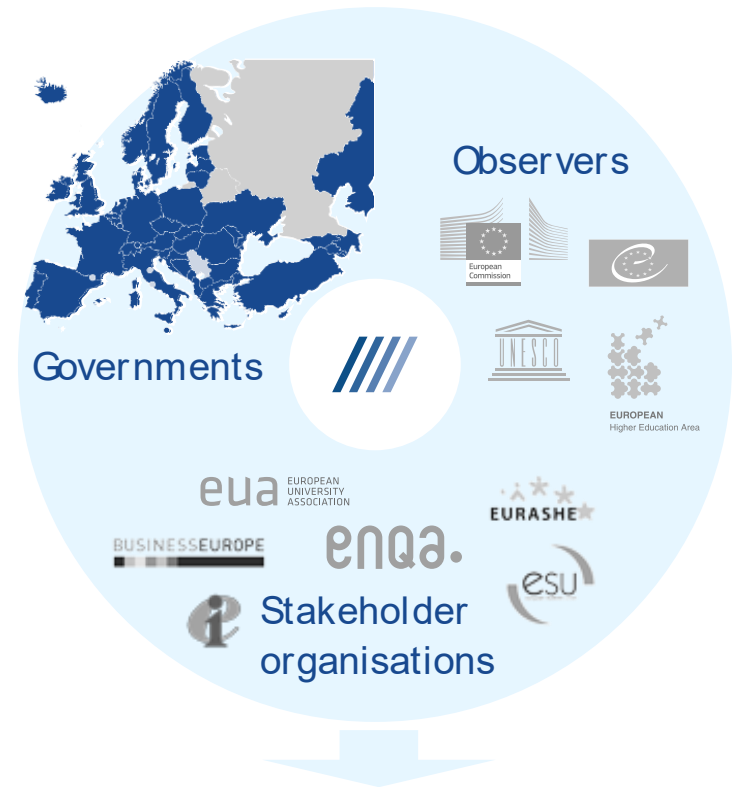 Observers
European
Commission
UNESCO
EUROPEAN
Higher Education Area
Governments
eua
EUROPEAN
UNIVERSITY
ASSOCIATION
EURASHE
BUSINESSEUROPE
enqa.
esu
ei
Stakeholder
organisations